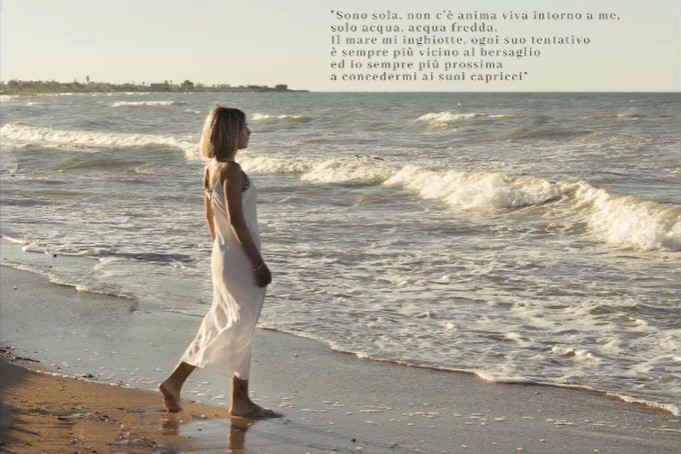 "Sono sola, non c'è anima viva intorno a me,
solo acqua, acqua fredda.
Il mare mi inghiotte, ogni suo tentativo
è sempre più vicino al bersaglio
ed io sempre più prossima
a concedermi ai suoi capricci"